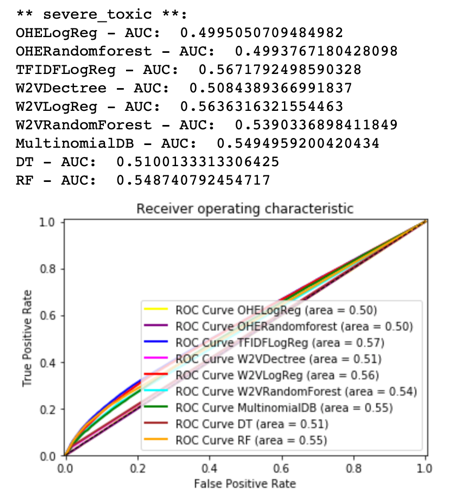 ** severe_toxic **:
OHELogReg - AUC: 0.4995050709484982
OHERandomforest - AUC: 0.4993767180428098
TFIDFLogReg - AUC: 0.5671792498590328
W2VDectree - AUC: 0.5084389366991837
W2VLogReg - AUC: 0.5636316321554463
W2VRandomForest - AUC: 0.5390336898411849
MultinomialDB - AUC: 0.5494959200420434
DT - AUC: 0.5100133313306425
RF - AUC: 0.548740792454717
Receiver operating characteristic
1.0
0.8
0.6
0.4
0.2
0.0
True Positive Rate
ROC Curve OHELogReg (area = 0.50)
ROC Curve OHERandomforest (area = 0.50)
ROC Curve TFIDFLogReg (area = 0.57)
ROC Curve W2VDectree (area = 0.51)
ROC Curve W2VLogReg (area = 0.56)
ROC Curve W2VRandomForest (area = 0.54)
ROC Curve MultinomialDB (area = 0.55)
ROC Curve DT (area = 0.51)
ROC Curve RF (area = 0.55)
0.0 0.2 0.4 0.6 0.8 1.0
False Positive Rate